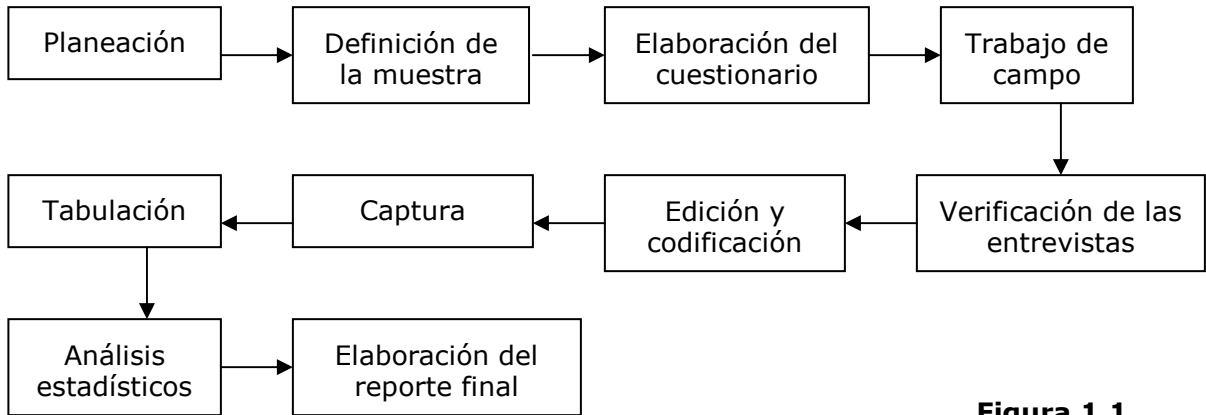 Planeación
Definición de
la muestra
Elaboración del
cuestionario
Trabajo de
campo
Verificación de las
entrevistas
Edición y
codificación
Captura
Tabulación
Análisis
estadísticos
Elaboración del
reporte final
Figura 1.1